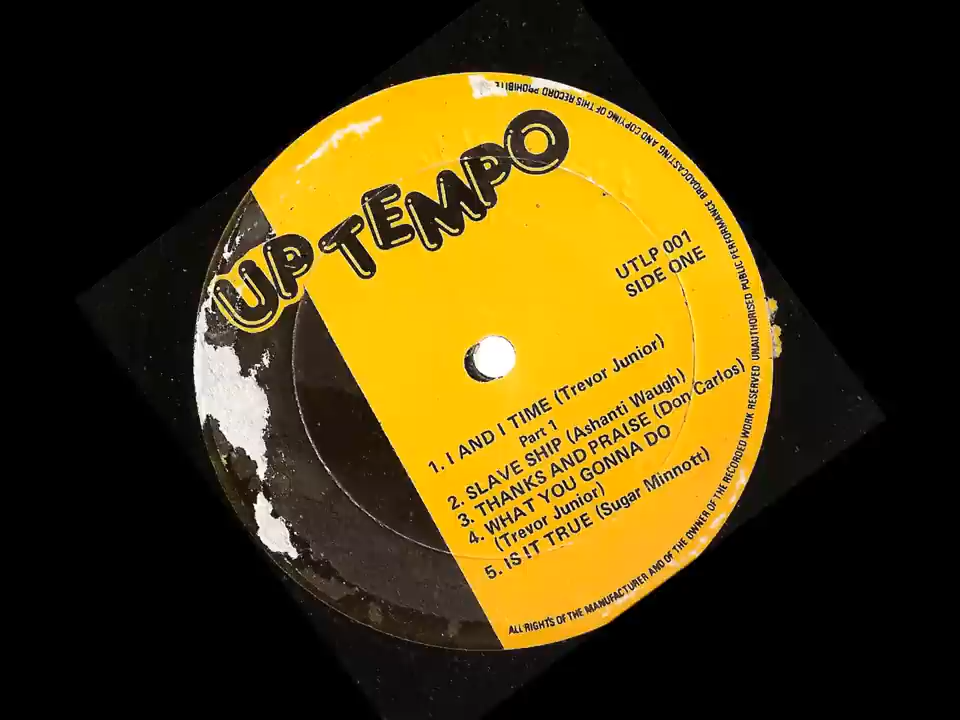 UP TEMPO
UTLP 001
SIDE ONE
1. I AND I TIME (Trevor Junior)
Part 1
2. SLAVE SHIP (Ashanti Waugh)
3. THANKS AND PRAISE (Don Carlos)
4. WHAT YOU GONNA DO
(Trevor Junior)
5. IS IT TRUE (Sugar Minnott)
ALL RIGHTS OF THE MANUFACTURER AND OF THE OWNER OF THE RECORDED WORK RESERVED UNAUTHORISED PUBLIC PERFORMANCE BROADCASTING AND COPYING OF THIS RECORD PROHIBITE